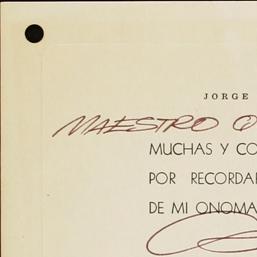 JORGE
MAESTRO O
MUCHAS Y CO
POR RECORDA
DE MI ONOMA